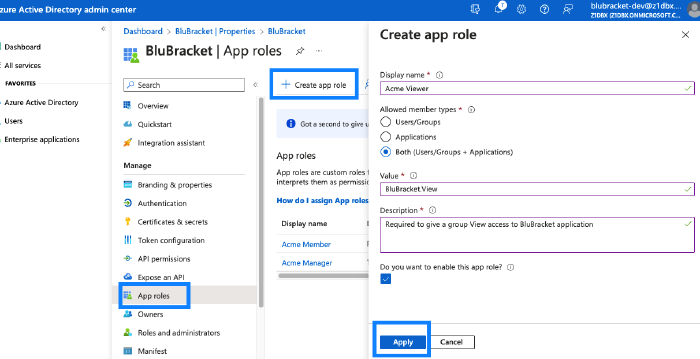 Azure Active Directory admin center
blubracket-dev@z1dbx....
Z1DBX (Z1DBX.ONMICROSOFT.C...
Dashboard
All services
FAVORITES
Azure Active Directory
Users
Enterprise applications
Dashboard > BluBracket | Properties > BluBracket
BluBracket | App roles
Search
Overview
Quickstart
Integration assistant
Manage
Branding & properties
Authentication
Certificates & secrets
Token configuration
API permissions
Expose an API
App roles
Owners
Roles and administrators
Manifest
Create app role
Got a second to give u
App roles
App roles are custom roles
interprets them as permissio
How do I assign App roles
Display name
Acme Member
Acme Manager
Create app role
Display name *
Acme Viewer
Allowed member types *
Users/Groups
Applications
Both (Users/Groups + Applications)
Value *
BluBracket.View
Description *
Required to give a group View access to BluBracket application
Do you want to enable this app role?
Apply
Cancel